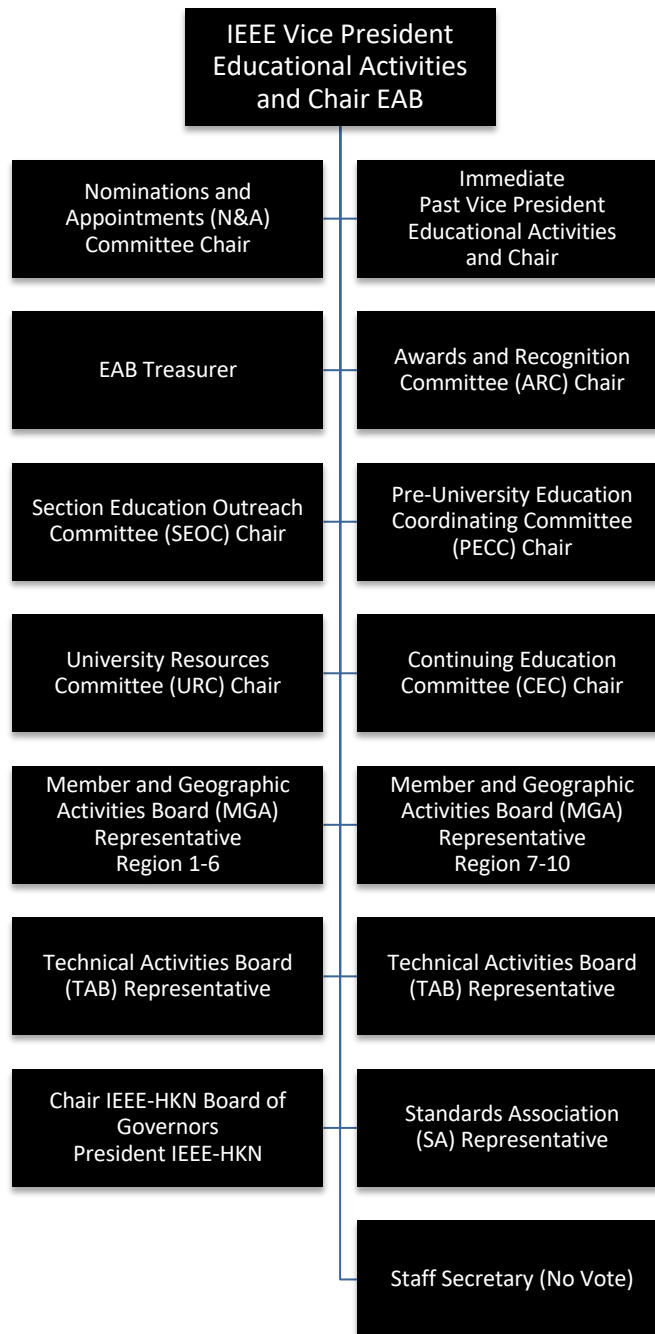 IEEE Vice President
Educational Activities
and Chair EAB
Nominations and
Appointments (N&A)
Committee Chair
Immediate
Past Vice President
Educational Activities
and Chair
EAB Treasurer
Awards and Recognition
Committee (ARC) Chair
Section Education Outreach
Committee (SEOC) Chair
Pre-University Education
Coordinating Committee
(PECC) Chair
University Resources
Committee (URC) Chair
Continuing Education
Committee (CEC) Chair
Member and Geographic
Activities Board (MGA)
Representative
Region 1-6
Member and Geographic
Activities Board (MGA)
Representative
Region 7-10
Technical Activities Board
(TAB) Representative
Technical Activities Board
(TAB) Representative
Chair IEEE-HKN Board of
Governors
President IEEE-HKN
Standards Association
(SA) Representative
Staff Secretary (No Vote)